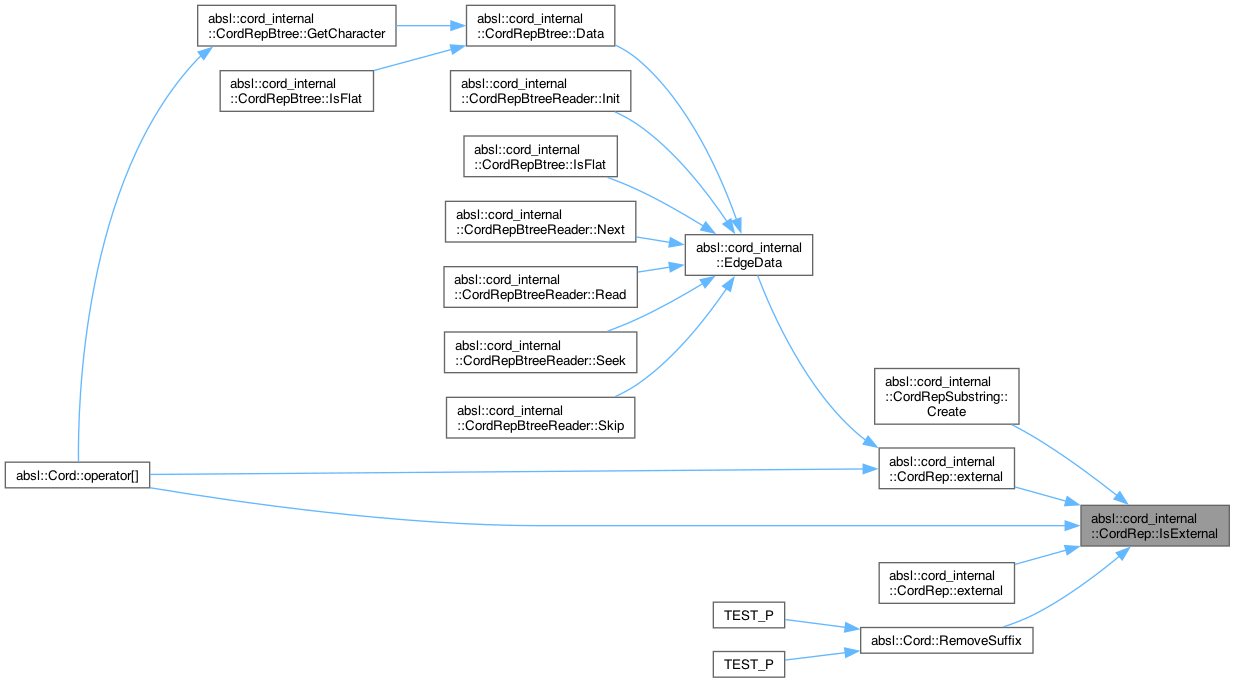 absl::cord_internal
::CordRepBtree::GetCharacter
absl::cord_internal
::CordRepBtree::Data
absl::cord_internal
::CordRepBtree::IsFlat
absl::cord_internal
::CordRepBtreeReader::Init
absl::cord_internal
::CordRepBtree::IsFlat
absl::cord_internal
::CordRepBtreeReader::Next
absl::cord_internal
::EdgeData
absl::cord_internal
::CordRepBtreeReader::Read
absl::cord_internal
::CordRepBtreeReader::Seek
absl::cord_internal
::CordRepBtreeReader::Skip
absl::cord_internal
::CordRepSubstring::
Create
absl::Cord::operator[]
absl::cord_internal
::CordRep::external
absl::cord_internal
::CordRep::IsExternal
absl::cord_internal
::CordRep::external
TEST_P
absl::Cord::RemoveSuffix
TEST_P